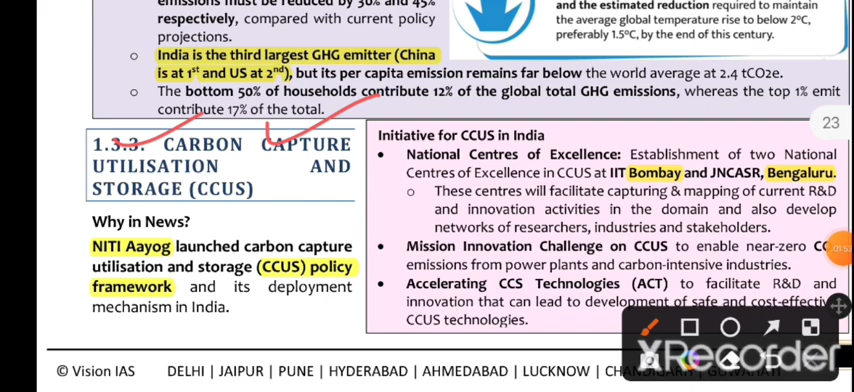 emissions must be reduced by 30% and 45%
respectively, compared with current policy
projections.
o India is the third largest GHG emitter (China
is at 1st and US at 2nd), but its per capita emission remains far below the world average at 2.4 tCO2e.
o The bottom 50% of households contribute 12% of the global total GHG emissions, whereas the top 1% emit
contribute 17% of the total.
and the estimated reduction required to maintain
the average global temperature rise to below 2°C,
preferably 1.5°C, by the end of this century.
23
1.3.3. CARBON CAPTURE
UTILISATION AND
STORAGE (CCUS)
Why in News?
NITI Aayog launched carbon capture
utilisation and storage (CCUS) policy
framework and its deployment
mechanism in India.
Initiative for CCUS in India
• National Centres of Excellence: Establishment of two National
Centres of Excellence in CCUS at IIT Bombay and JNCASR, Bengaluru.
o These centres will facilitate capturing & mapping of current R&D
and innovation activities in the domain and also develop
networks of researchers, industries and stakeholders.
• Mission Innovation Challenge on CCUS to enable near-zero
emissions from power plants and carbon-intensive industries.
• Accelerating CCS Technologies (ACT) to facilitate R&D and
innovation that can lead to development of safe and cost-effective
CCUS technologies.
XRecorder
© Vision IAS DELHI | JAIPUR | PUNE | HYDERABAD | AHMEDABAD | LUCKNOW | CHANDIGARH | GUWAHATI